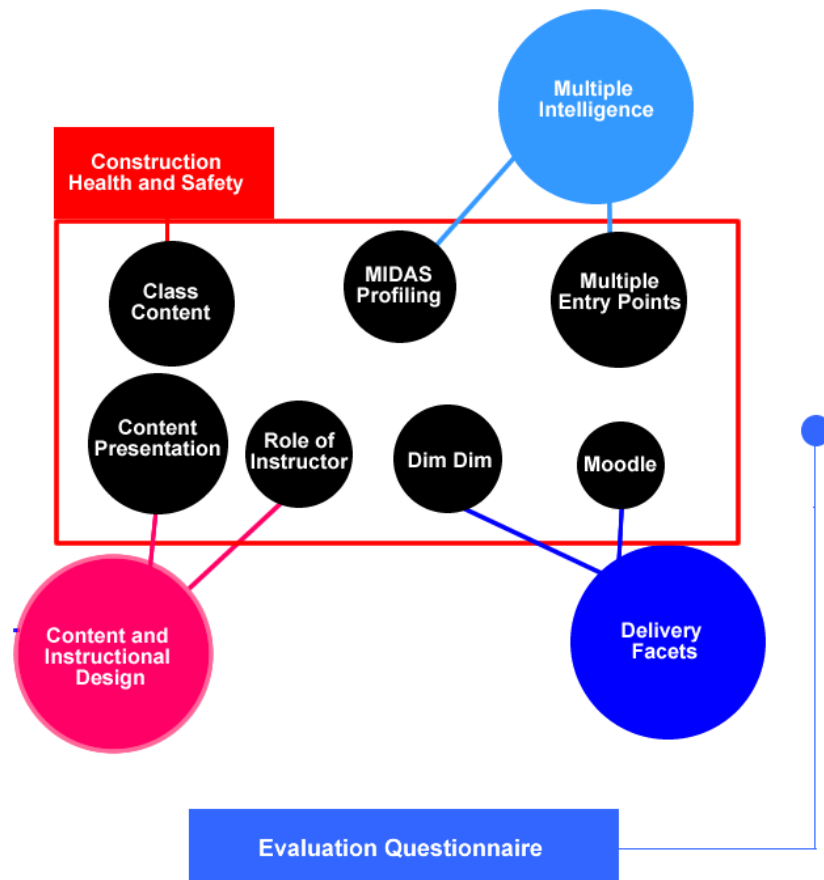 Multiple
Intelligence
Construction
Health and Safety
Class
Content
MIDAS
Profiling
Multiple
Entry Points
Content
Presentation
Role of
Instructor
Dim Dim
Moodle
Content and
Instructional
Design
Delivery
Facets
Evaluation Questionnaire